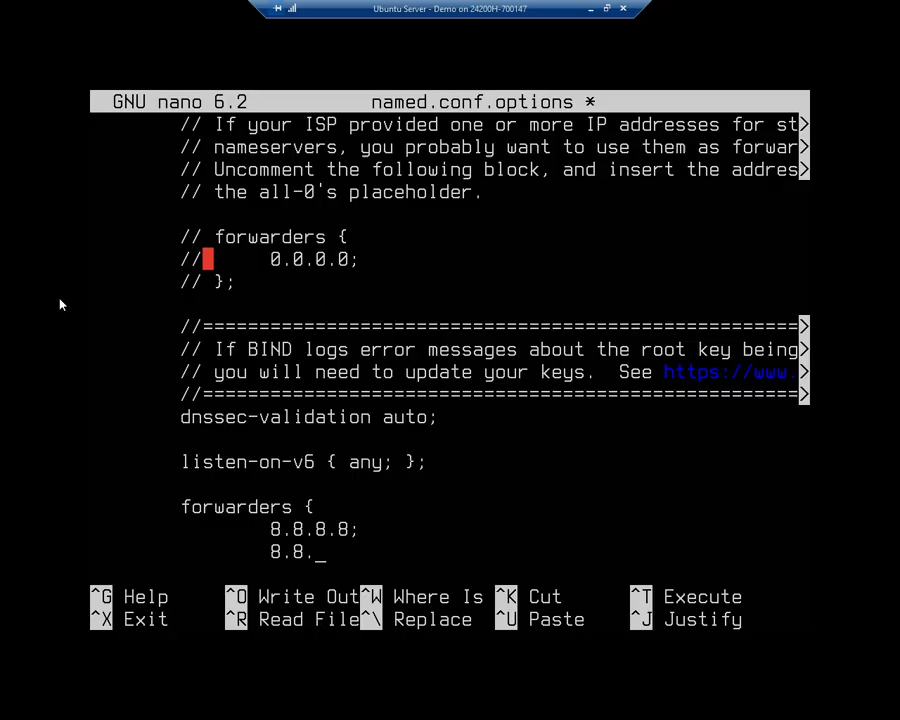 Ubuntu Server - Demo on 24200H-700147
GNU nano 6.2 named.conf.options *
// If your ISP provided one or more IP addresses for st>
// nameservers, you probably want to use them as forwar>
// Uncomment the following block, and insert the addres>
// the all-0's placeholder.
// forwarders {
// 0.0.0.0;
// };
//=====================================================>
// If BIND logs error messages about the root key being>
// you will need to update your keys. See https://www.>
//=====================================================>
dnssec-validation auto;
listen-on-v6 { any; };
forwarders {
8.8.8.8;
8.8._
^G Help ^O Write Out ^W Where Is ^K Cut ^T Execute
^X Exit ^R Read File ^\ Replace ^U Paste ^J Justify